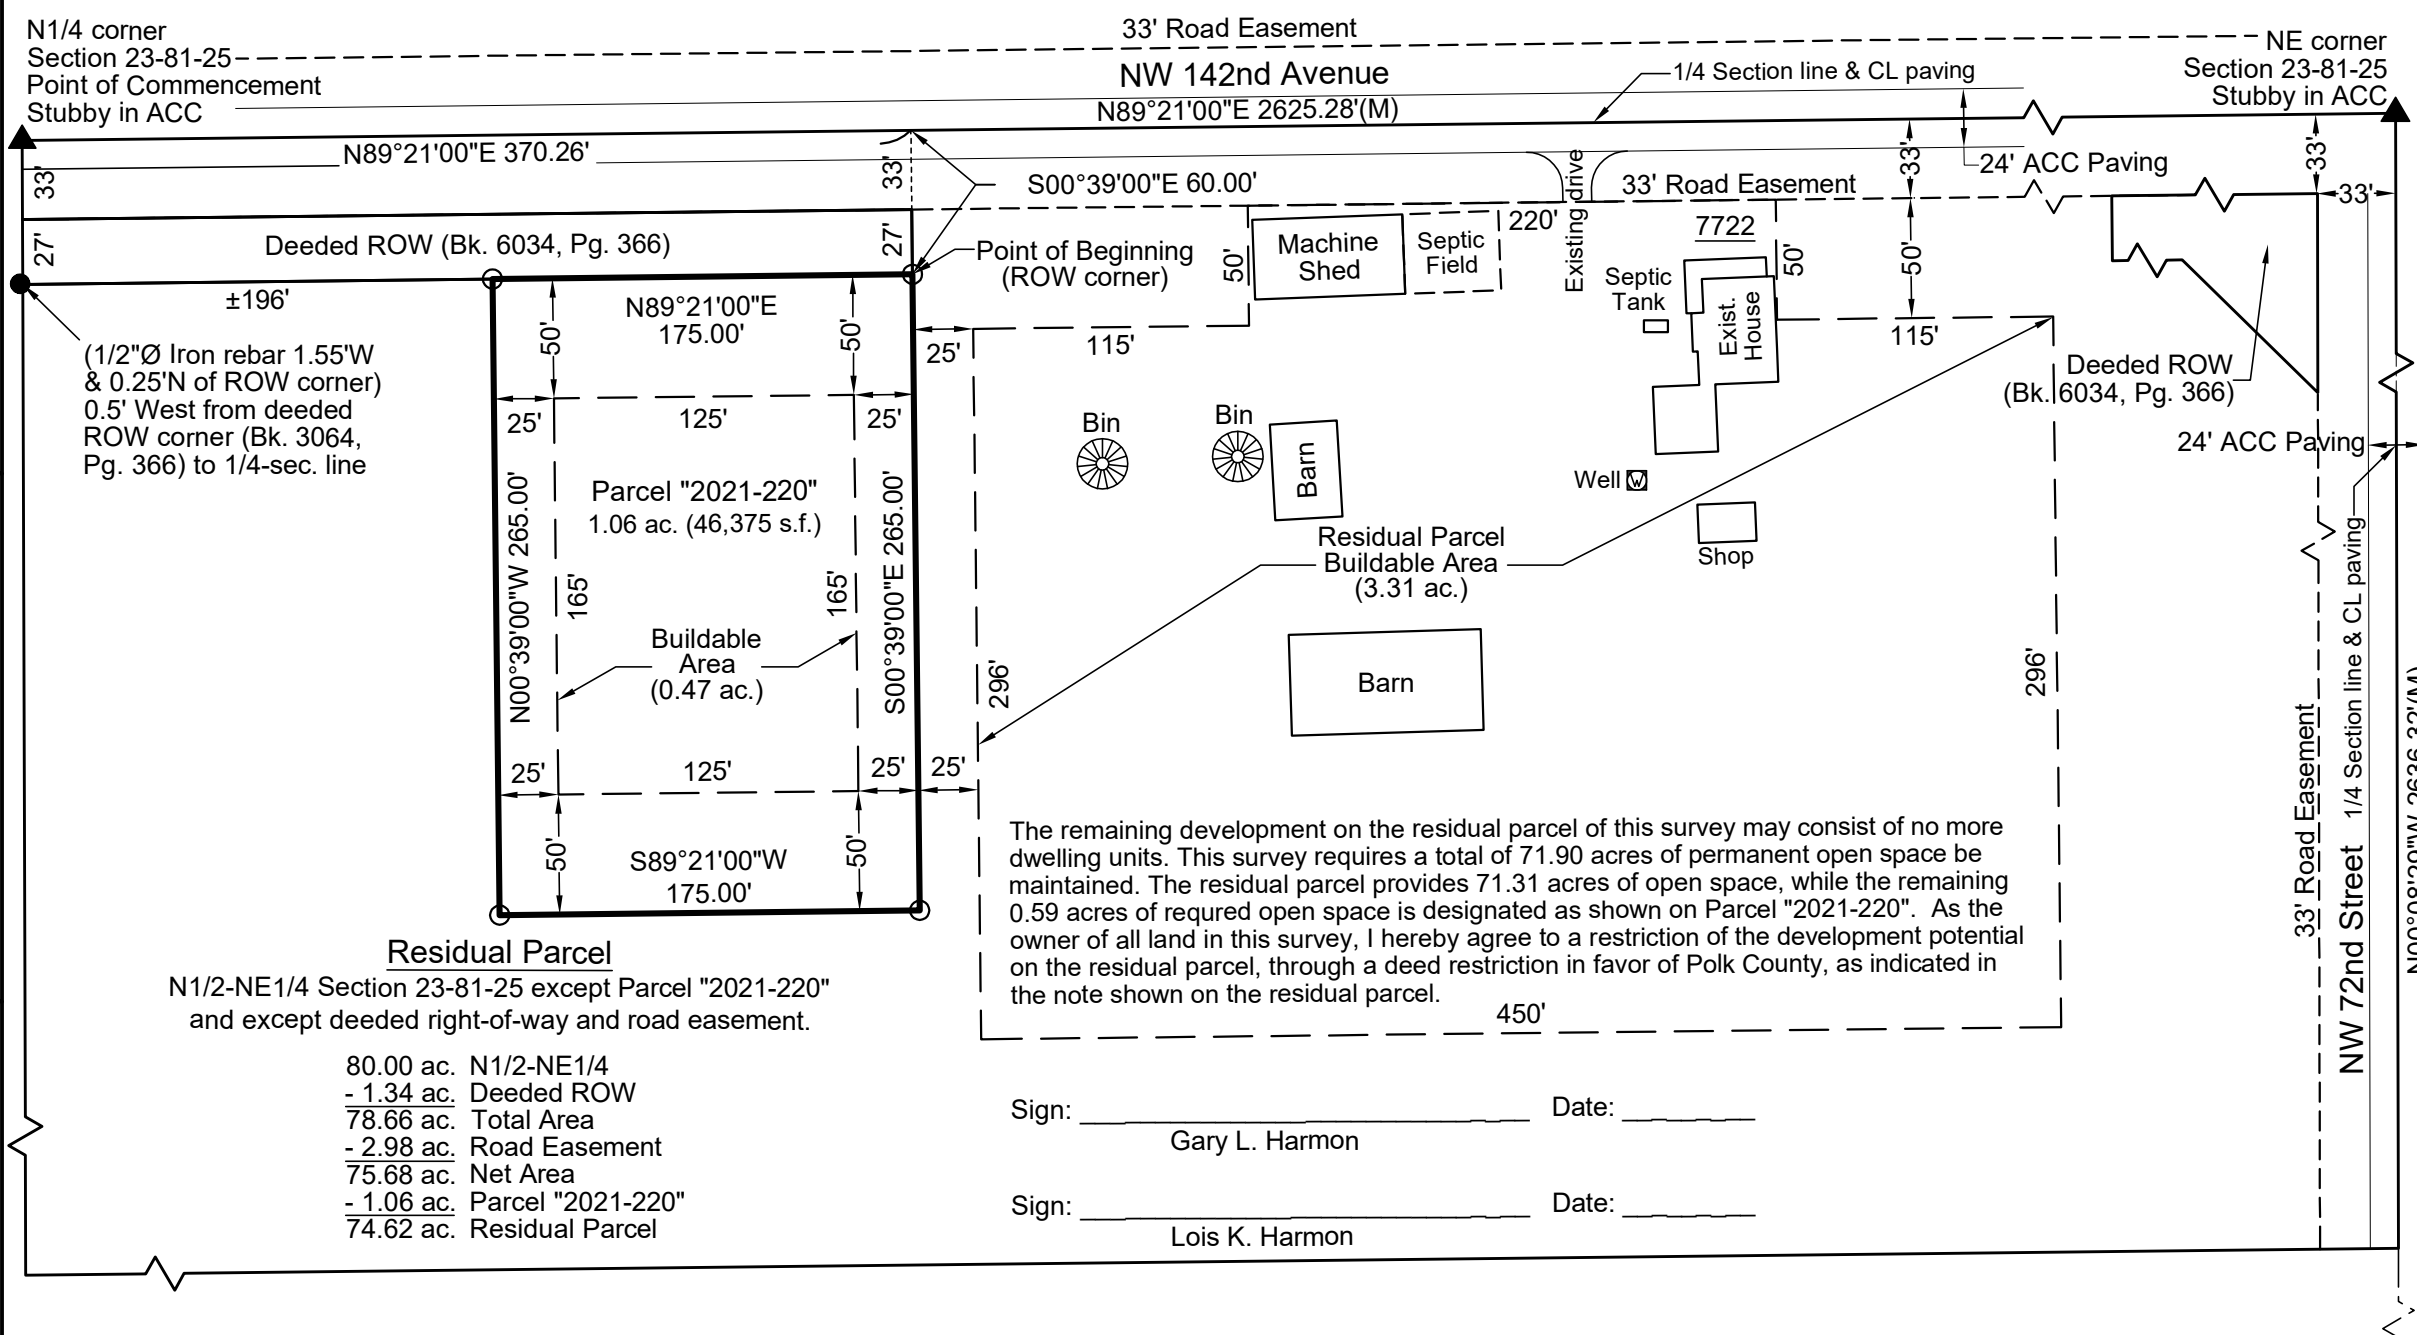 N1/4 corner
Section 23-81-25
Point of Commencement
Stubby in ACC
33' Road Easement
NW 142nd Avenue
N89°21'00"E 2625.28'(M)
1/4 Section line & CL paving
NE corner
Section 23-81-25
Stubby in ACC
33'
N89°21'00"E 370.26'
33'
S00°39'00"E 60.00'
Existing drive
33' Road Easement
33'
24' ACC Paving
33'
33'
27'
Deeded ROW (Bk. 6034, Pg. 366)
27'
Point of Beginning
(ROW corner)
50'
Machine
Shed
Septic
Field
220'
7722
50'
50'
Septic
Tank
Exist.
House
±196'
N89°21'00"E
175.00'
50'
50'
25'
115'
115'
(1/2"Ø Iron rebar 1.55'W
& 0.25'N of ROW corner)
0.5' West from deeded
ROW corner (Bk. 3064,
Pg. 366) to 1/4-sec. line
25'
125'
25'
Bin
Bin
Barn
Deeded ROW
(Bk. 6034, Pg. 366)
24' ACC Paving
Parcel "2021-220"
1.06 ac. (46,375 s.f.)
N00°39'00"W 265.00'
165'
165'
S00°39'00"E 265.00'
Well
W
Shop
Residual Parcel
Buildable Area
(3.31 ac.)
Buildable
Area
(0.47 ac.)
296'
Barn
296'
33' Road Easement
NW 72nd Street
1/4 Section line & CL paving
N00°08'29"W 2636.32'(M)
25'
125'
25'
25'
50'
S89°21'00"W
175.00'
50'
The remaining development on the residual parcel of this survey may consist of no more
dwelling units. This survey requires a total of 71.90 acres of permanent open space be
maintained. The residual parcel provides 71.31 acres of open space, while the remaining
0.59 acres of requred open space is designated as shown on Parcel "2021-220". As the
owner of all land in this survey, I hereby agree to a restriction of the development potential
on the residual parcel, through a deed restriction in favor of Polk County, as indicated in
the note shown on the residual parcel.
450'
Residual Parcel
N1/2-NE1/4 Section 23-81-25 except Parcel "2021-220"
and except deeded right-of-way and road easement.
80.00 ac. N1/2-NE1/4
- 1.34 ac. Deeded ROW
78.66 ac. Total Area
- 2.98 ac. Road Easement
75.68 ac. Net Area
- 1.06 ac. Parcel "2021-220"
74.62 ac. Residual Parcel
Sign: ____________________ Date: ________
Gary L. Harmon
Sign: ____________________ Date: ________
Lois K. Harmon